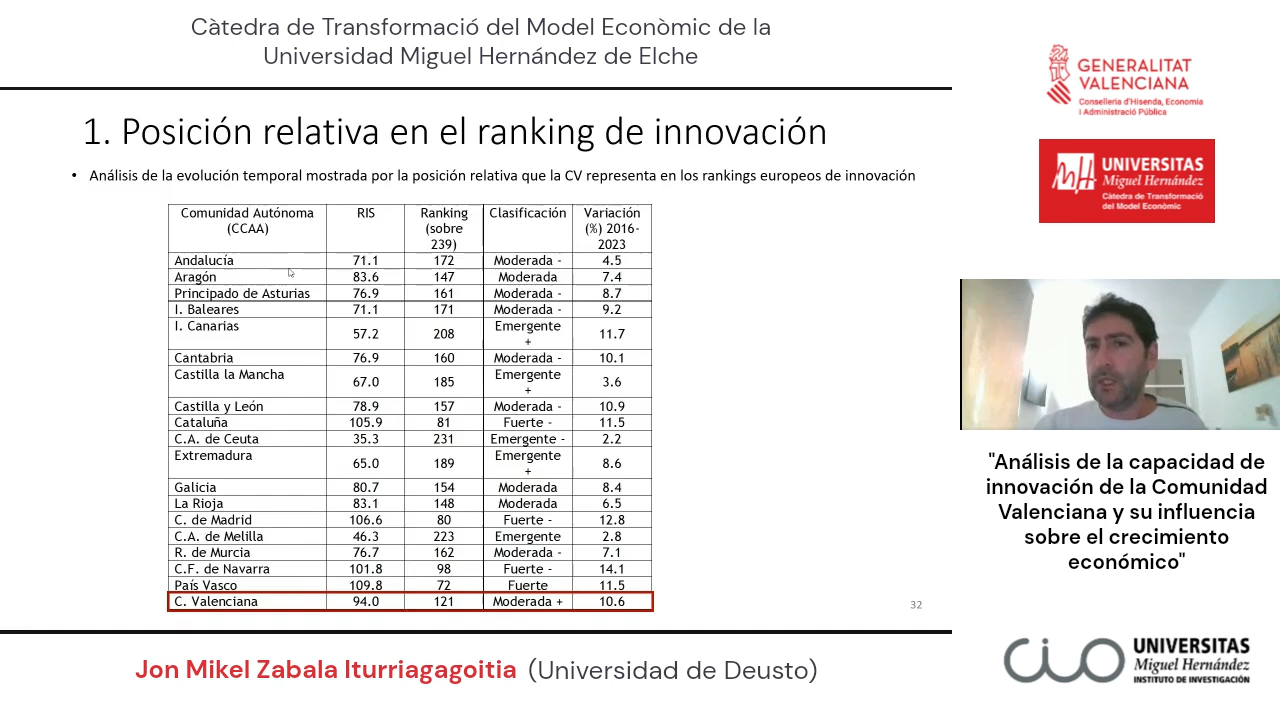 Càtedra de Transformació del Model Econòmic de la
Universidad Miguel Hernández de Elche
1. Posición relativa en el ranking de innovación
• Análisis de la evolución temporal mostrada por la posición relativa que la CV representa en los rankings europeos de innovación
Comunidad Autónoma (CCAA) RIS Ranking (sobre 239) Clasificación Variación (%) 2016-2023
Andalucía 71.1 172 Moderada - 4.5
Aragón 83.6 147 Moderada 7.4
Principado de Asturias 76.9 161 Moderada - 8.7
I. Baleares 71.1 171 Moderada - 9.2
I. Canarias 57.2 208 Emergente + 11.7
Cantabria 76.9 160 Moderada - 10.1
Castilla la Mancha 67.0 185 Emergente + 3.6
Castilla y León 78.9 157 Moderada - 10.9
Cataluña 105.9 81 Fuerte - 11.5
C.A. de Ceuta 35.3 231 Emergente - 2.2
Extremadura 65.0 189 Emergente + 8.6
Galicia 80.7 154 Moderada 8.4
La Rioja 83.1 148 Moderada 6.5
C. de Madrid 106.6 80 Fuerte - 12.8
C.A. de Melilla 46.3 223 Emergente 2.8
R. de Murcia 76.7 162 Moderada - 7.1
C.F. de Navarra 101.8 98 Fuerte - 14.1
País Vasco 109.8 72 Fuerte 11.5
C. Valenciana 94.0 121 Moderada + 10.6
32
Jon Mikel Zabala Iturriagagoitia (Universidad de Deusto)
GENERALITAT
VALENCIANA
Conselleria d'Hisenda, Economia
i Administració Pública
UNIVERSITAS
Miguel Hernández
Càtedra de Transformació
del Model Econòmic
"Análisis de la capacidad de
innovación de la Comunidad
Valenciana y su influencia
sobre el crecimiento
económico"
CIO
UNIVERSITAS
Miguel Hernández
INSTITUTO DE INVESTIGACIÓN